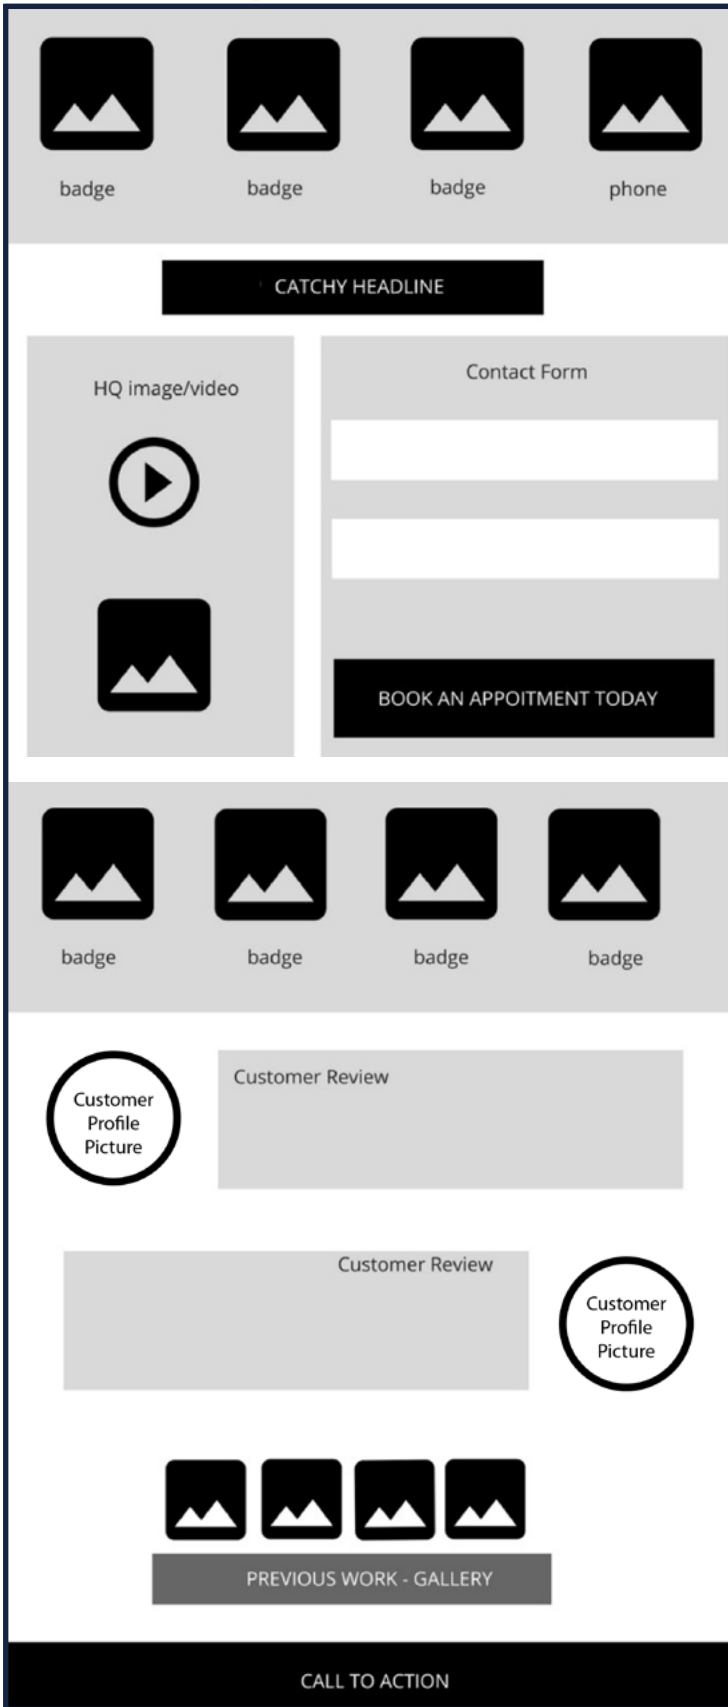 badge
badge
badge
phone
CATCHY HEADLINE
HQ image/video
Contact Form
BOOK AN APPOITMENT TODAY
badge
badge
badge
badge
Customer
Profile
Picture
Customer Review
Customer Review
Customer
Profile
Picture
PREVIOUS WORK - GALLERY
CALL TO ACTION